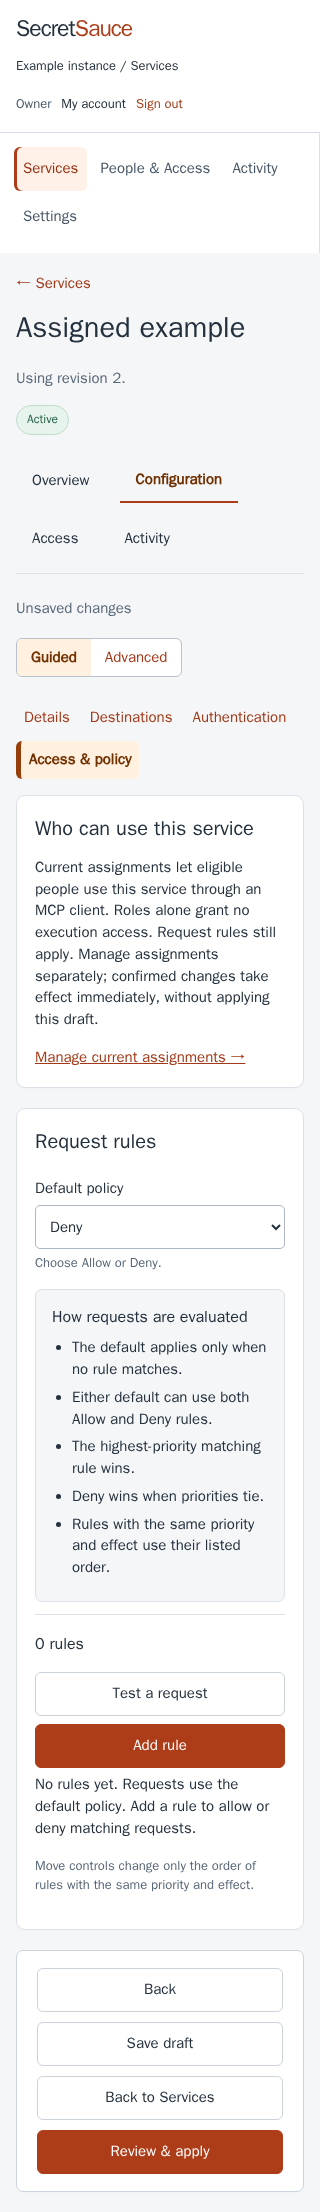 SecretSauce
Example instance / Services
Owner My account Sign out
Services People & Access Activity
Settings
← Services
Assigned example
Using revision 2.
Active
Overview Configuration
Access Activity
Unsaved changes
Guided Advanced
Details Destinations Authentication
Access & policy
Who can use this service
Current assignments let eligible
people use this service through an
MCP client. Roles alone grant no
execution access. Request rules still
apply. Manage assignments
separately; confirmed changes take
effect immediately, without applying
this draft.
Manage current assignments →
Request rules
Default policy
Deny
Choose Allow or Deny.
How requests are evaluated
• The default applies only when
no rule matches.
• Either default can use both
Allow and Deny rules.
• The highest-priority matching
rule wins.
• Deny wins when priorities tie.
• Rules with the same priority
and effect use their listed
order.
0 rules
Test a request
Add rule
No rules yet. Requests use the
default policy. Add a rule to allow or
deny matching requests.
Move controls change only the order of
rules with the same priority and effect.
Back
Save draft
Back to Services
Review & apply